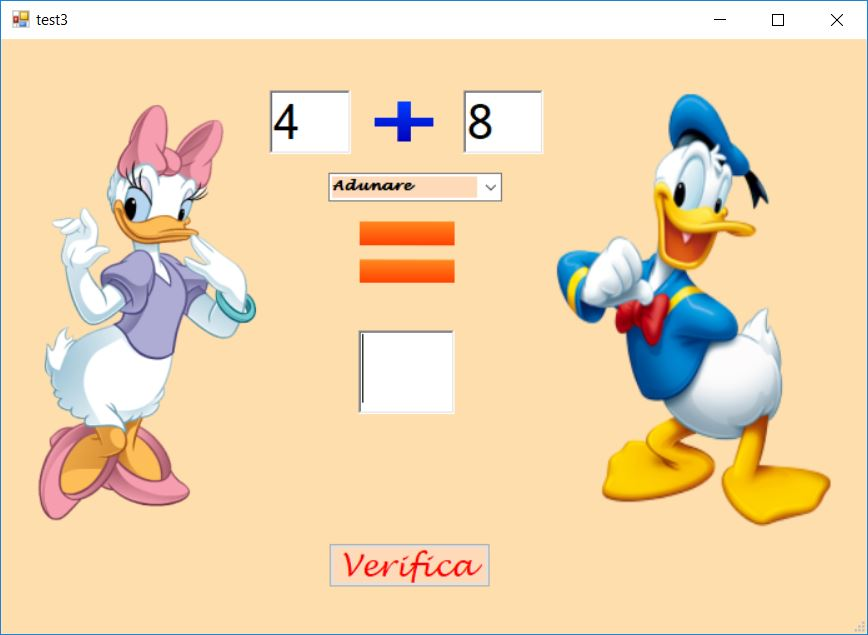 test3
4 + 8
Adunare
=
Verifica